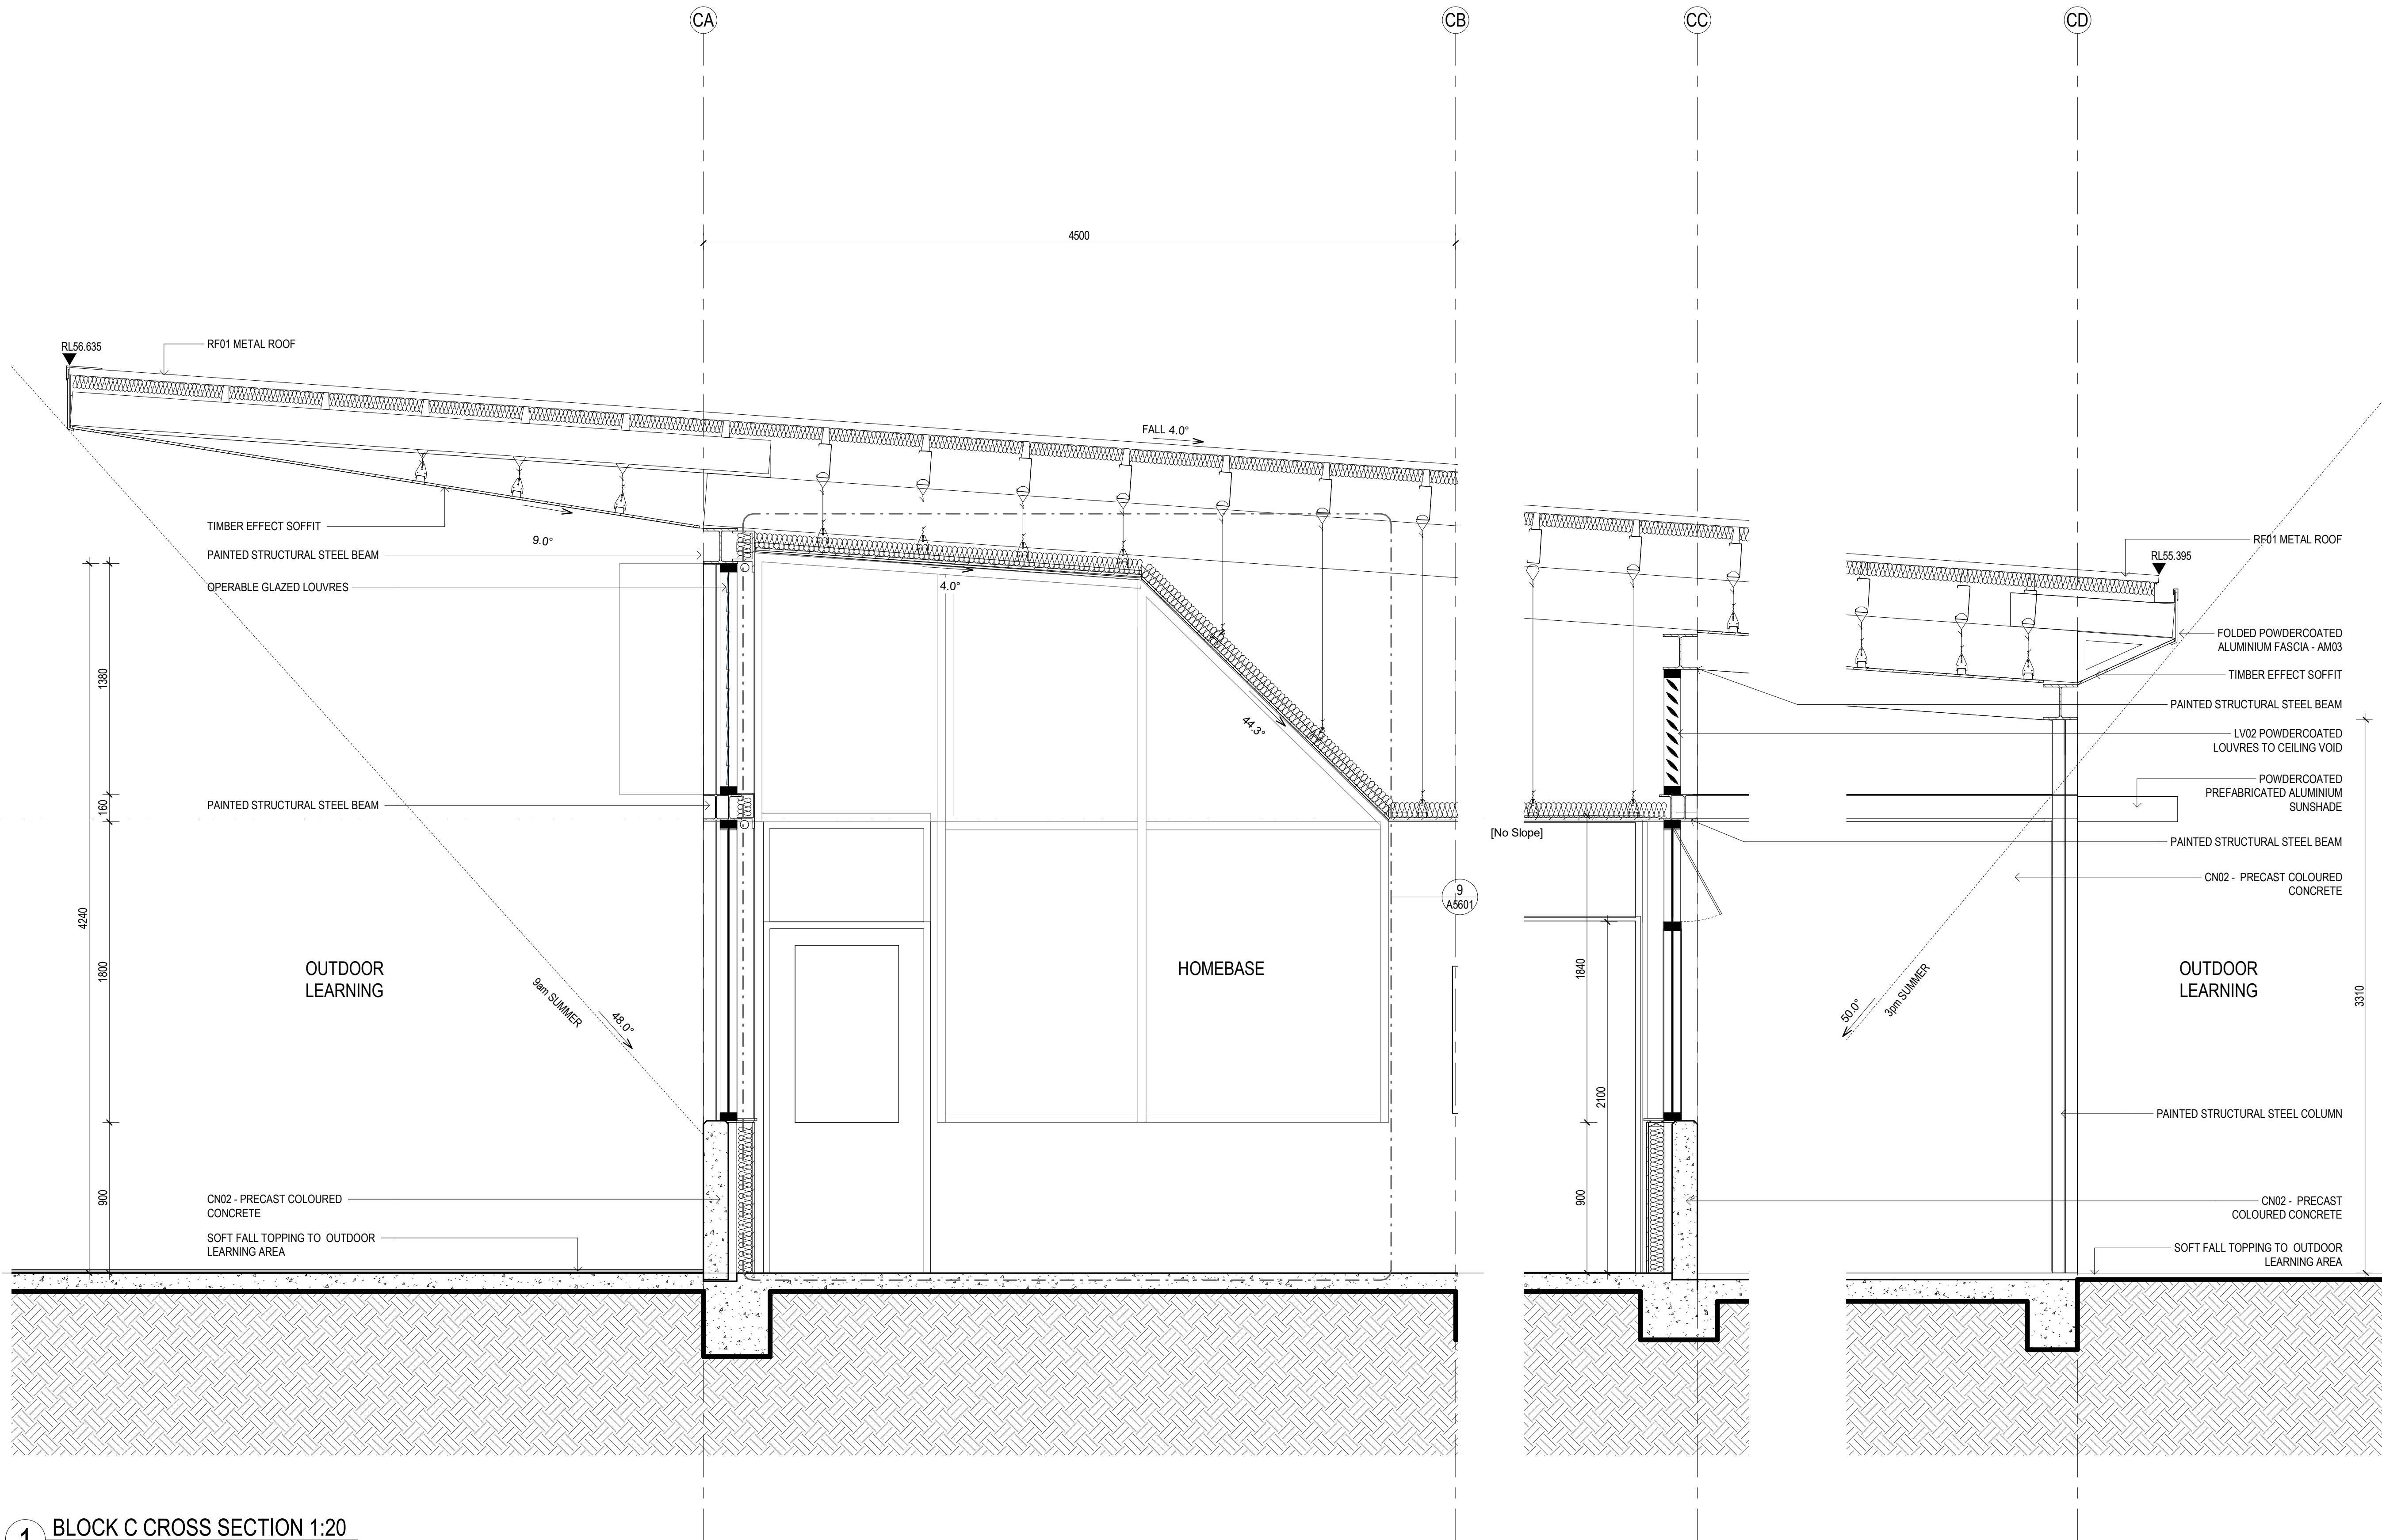 CA
CB
CC
CD
4500
RL56.635
RF01 METAL ROOF
FALL 4.0°
TIMBER EFFECT SOFFIT
9.0°
PAINTED STRUCTURAL STEEL BEAM
OPERABLE GLAZED LOUVRES
4.0°
44.3°
PAINTED STRUCTURAL STEEL BEAM
1380
160
4240
1800
900
OUTDOOR
LEARNING
9am SUMMER
48.0°
HOMEBASE
CN02 - PRECAST COLOURED
CONCRETE
SOFT FALL TOPPING TO OUTDOOR
LEARNING AREA
[No Slope]
9
A5601
1840
2100
900
RF01 METAL ROOF
RL55.395
FOLDED POWDERCOATED
ALUMINIUM FASCIA - AM03
TIMBER EFFECT SOFFIT
PAINTED STRUCTURAL STEEL BEAM
LV02 POWDERCOATED
LOUVRES TO CEILING VOID
POWDERCOATED
PREFABRICATED ALUMINIUM
SUNSHADE
PAINTED STRUCTURAL STEEL BEAM
CN02 - PRECAST COLOURED
CONCRETE
50.0°
3pm SUMMER
OUTDOOR
LEARNING
3310
PAINTED STRUCTURAL STEEL COLUMN
CN02 - PRECAST
COLOURED CONCRETE
SOFT FALL TOPPING TO OUTDOOR
LEARNING AREA
1
BLOCK C CROSS SECTION 1:20